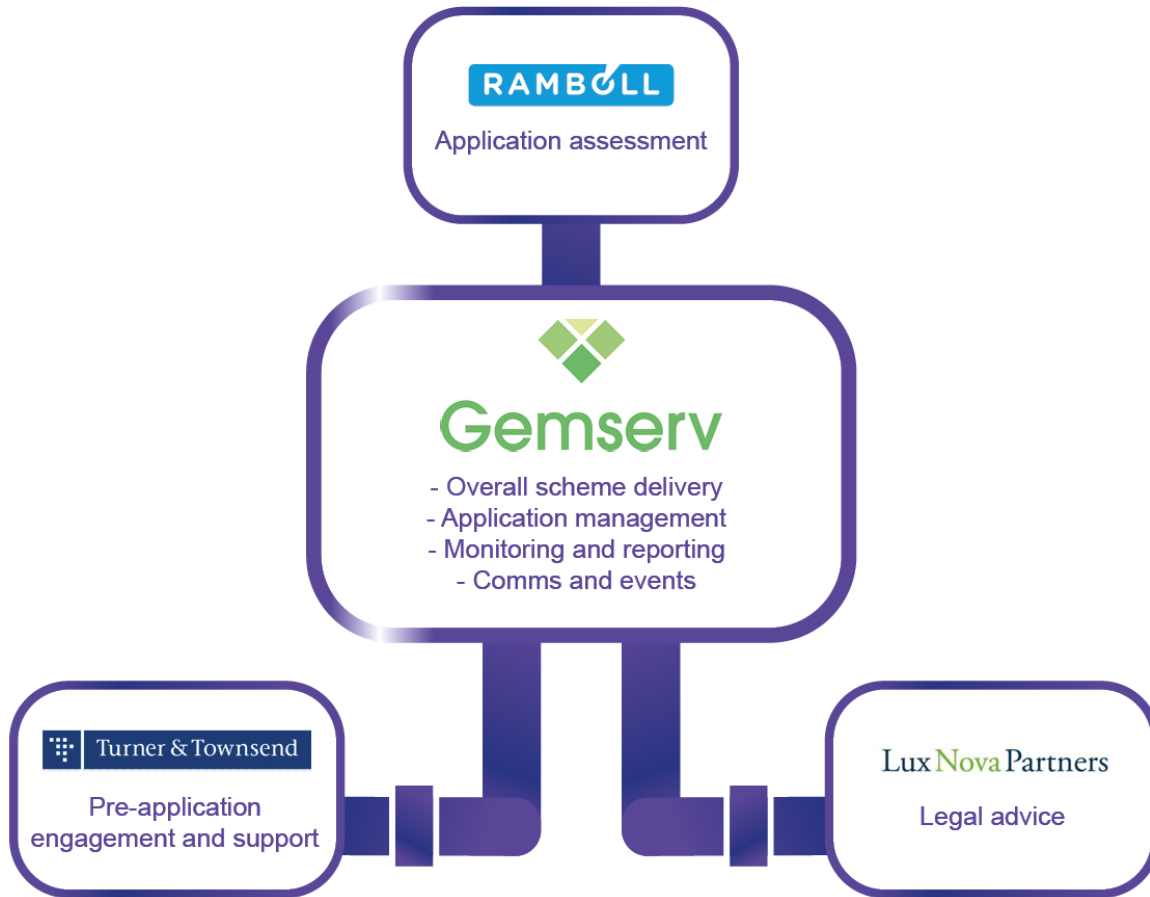 RAMBOLL
Application assessment
Gemserv
- Overall scheme delivery
- Application management
- Monitoring and reporting
- Comms and events
Turner & Townsend
Pre-application
engagement and support
Lux Nova Partners
Legal advice